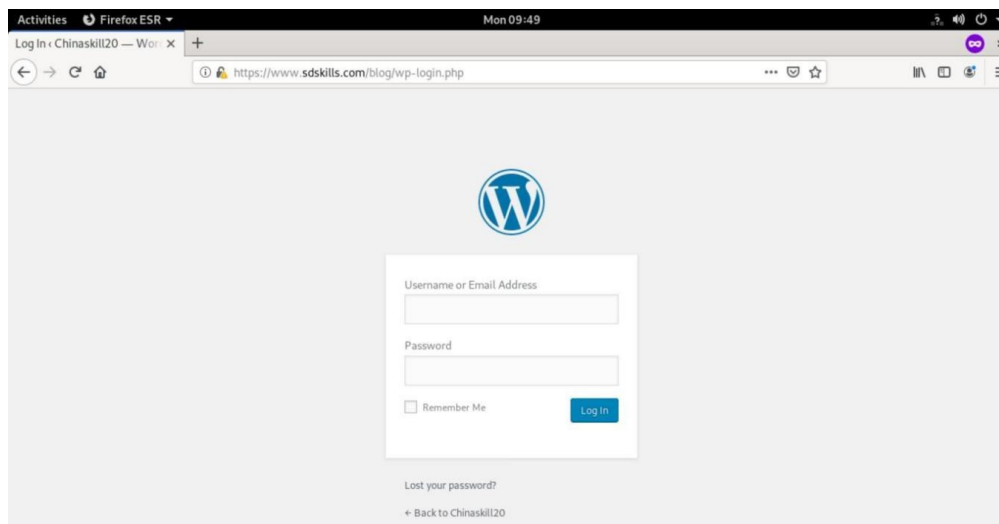 Activities Firefox ESR Mon 09:49
Log In ‹ Chinaskill20 — Wor
https://www.sdskills.com/blog/wp-login.php
Username or Email Address
Password
Remember Me Log In
Lost your password?
← Back to Chinaskill20